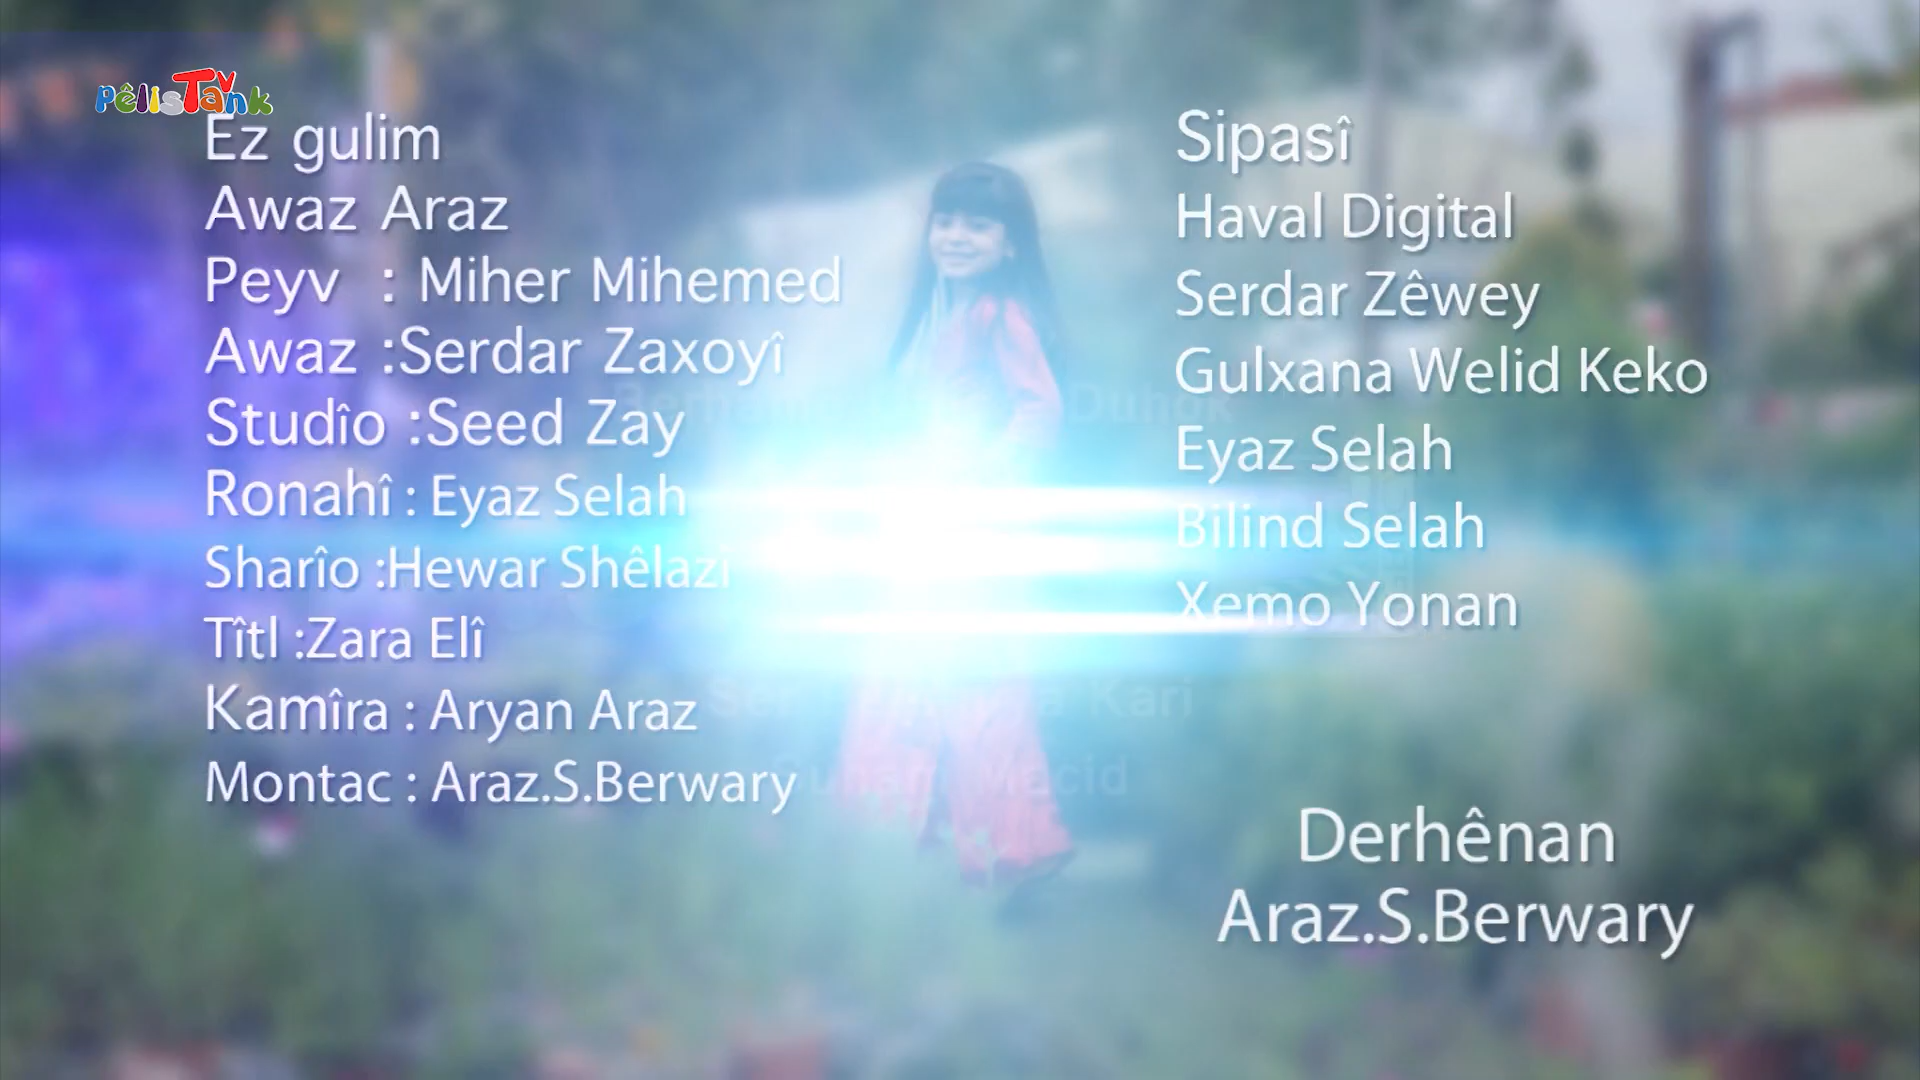 PêlisTank TV
Ez gulim
Awaz Araz
Peyv : Miher Mihemed
Awaz :Serdar Zaxoyî
Studîo :Seed Zay
Ronahî : Eyaz Selah
Sharîo :Hewar Shêlazî
Tîtl :Zara Elî
Kamîra : Aryan Araz
Montac : Araz.S.Berwary
Sipasî
Haval Digital
Serdar Zêwey
Gulxana Welid Keko
Eyaz Selah
Bilind Selah
Xemo Yonan
Derhênan
Araz.S.Berwary
Duhok
Kari